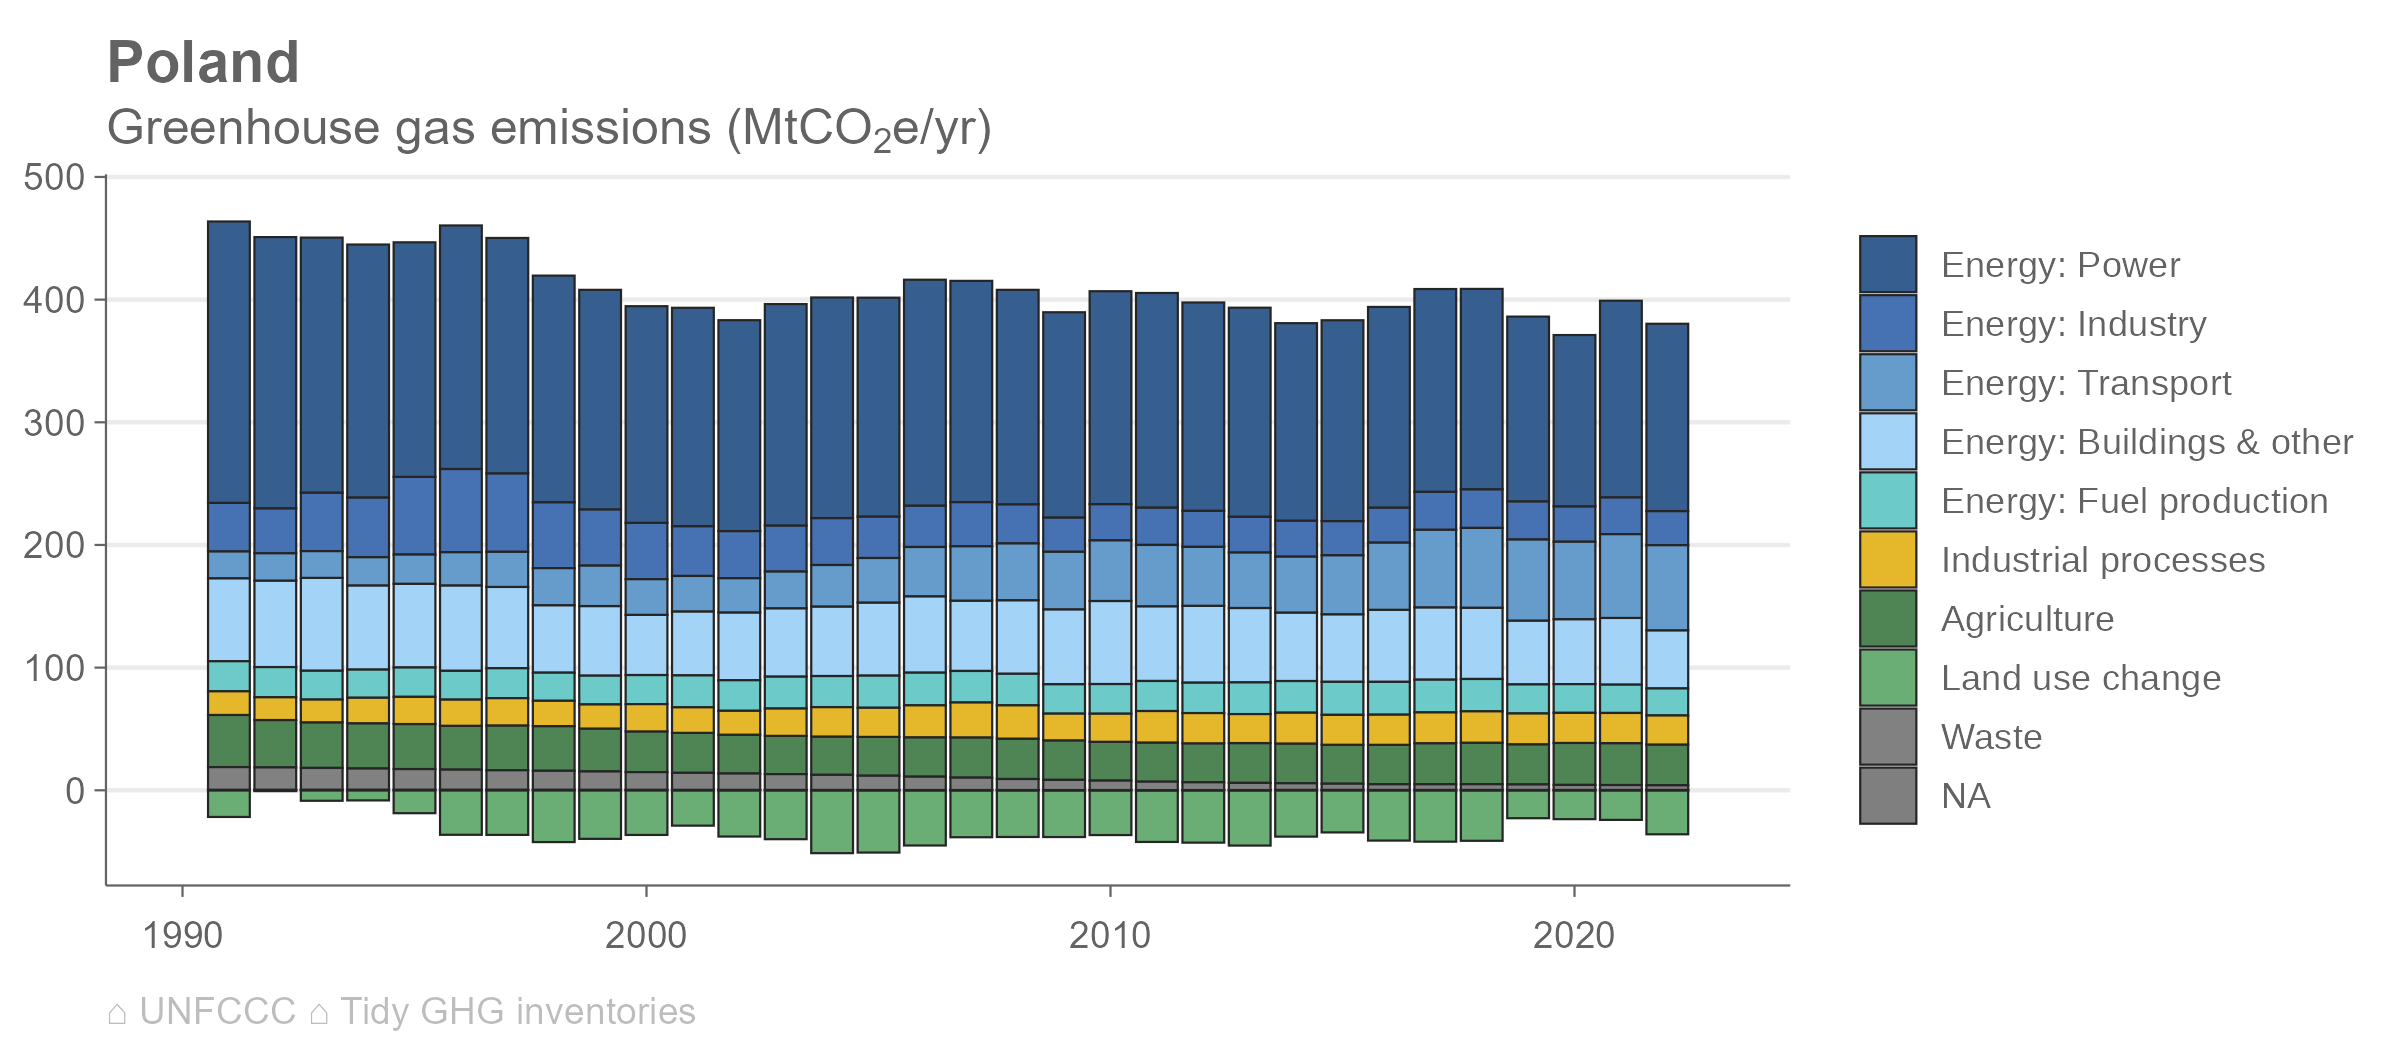 Poland
Greenhouse gas emissions (MtCO₂e/yr)
500
400
300
200
100
0
1990 2000 2010 2020
Energy: Power
Energy: Industry
Energy: Transport
Energy: Buildings & other
Energy: Fuel production
Industrial processes
Agriculture
Land use change
Waste
NA
⌂ UNFCCC ⌂ Tidy GHG inventories